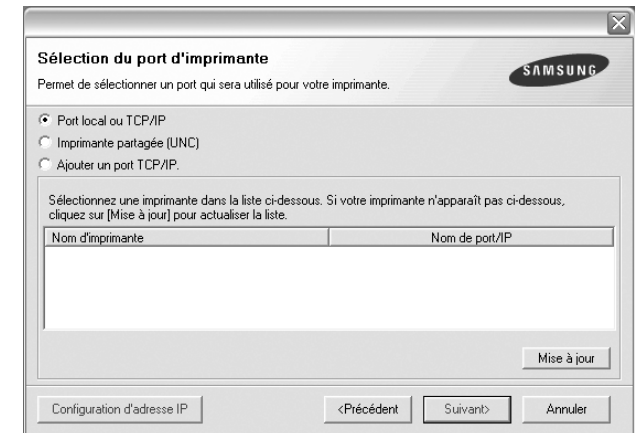 Sélection du port d'imprimante
Permet de sélectionner un port qui sera utilisé pour votre imprimante.
SAMSUNG
Port local ou TCP/IP
Imprimante partagée (UNC)
Ajouter un port TCP/IP.
Sélectionnez une imprimante dans la liste ci-dessous. Si votre imprimante n'apparaît pas ci-dessous,
cliquez sur [Mise à jour] pour actualiser la liste.
Nom d'imprimante Nom de port/IP
Mise à jour
Configuration d'adresse IP <Précédent Suivant> Annuler